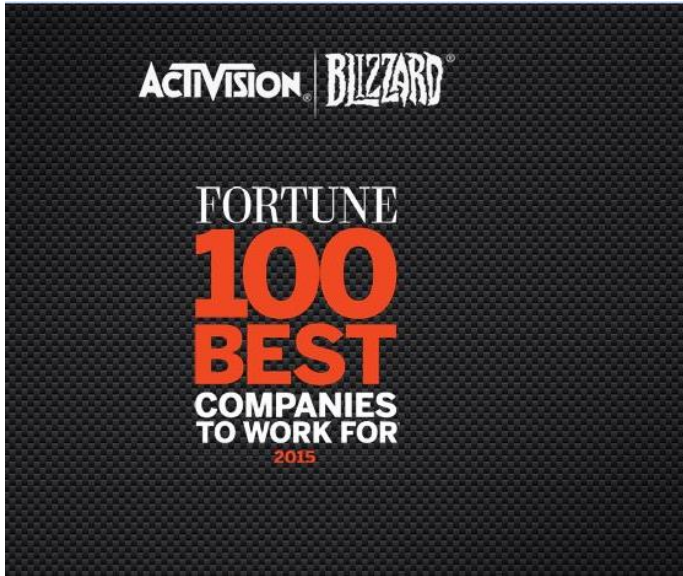 ACTIVISION® | BLIZZARD®
FORTUNE
100
BEST
COMPANIES
TO WORK FOR
2015